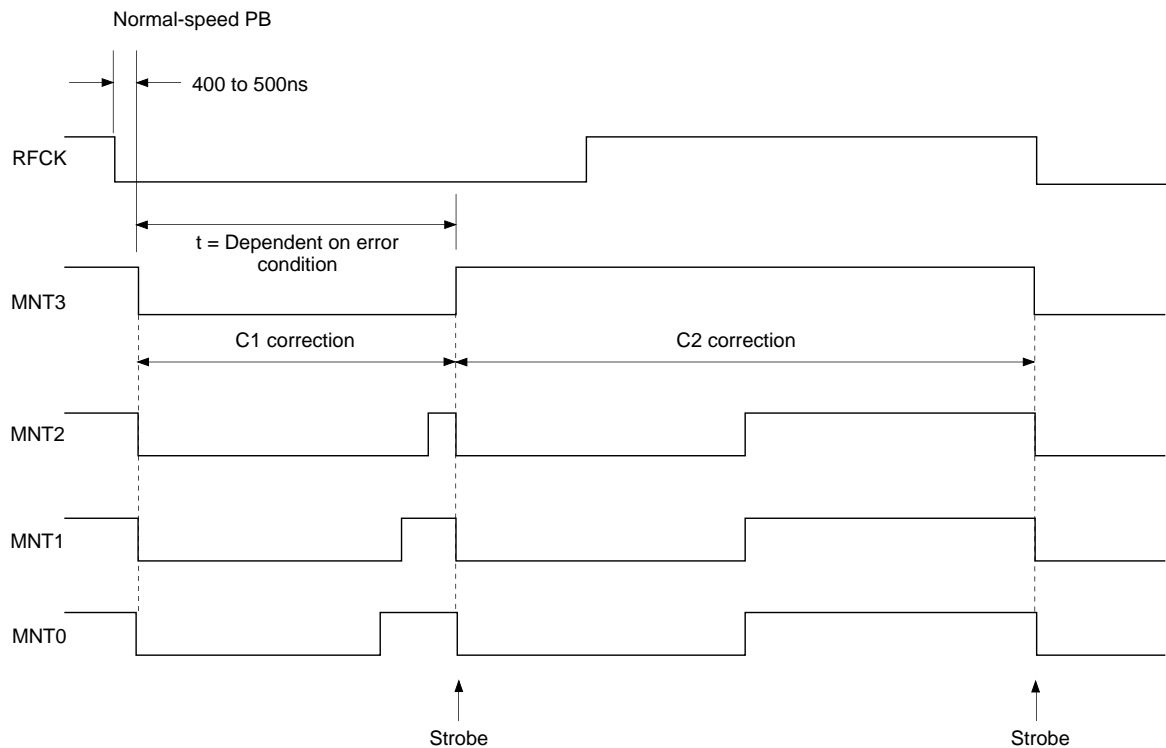 Normal-speed PB
400 to 500ns
RFCK
t = Dependent on error
condition
MNT3
C1 correction
C2 correction
MNT2
MNT1
MNT0
Strobe
Strobe